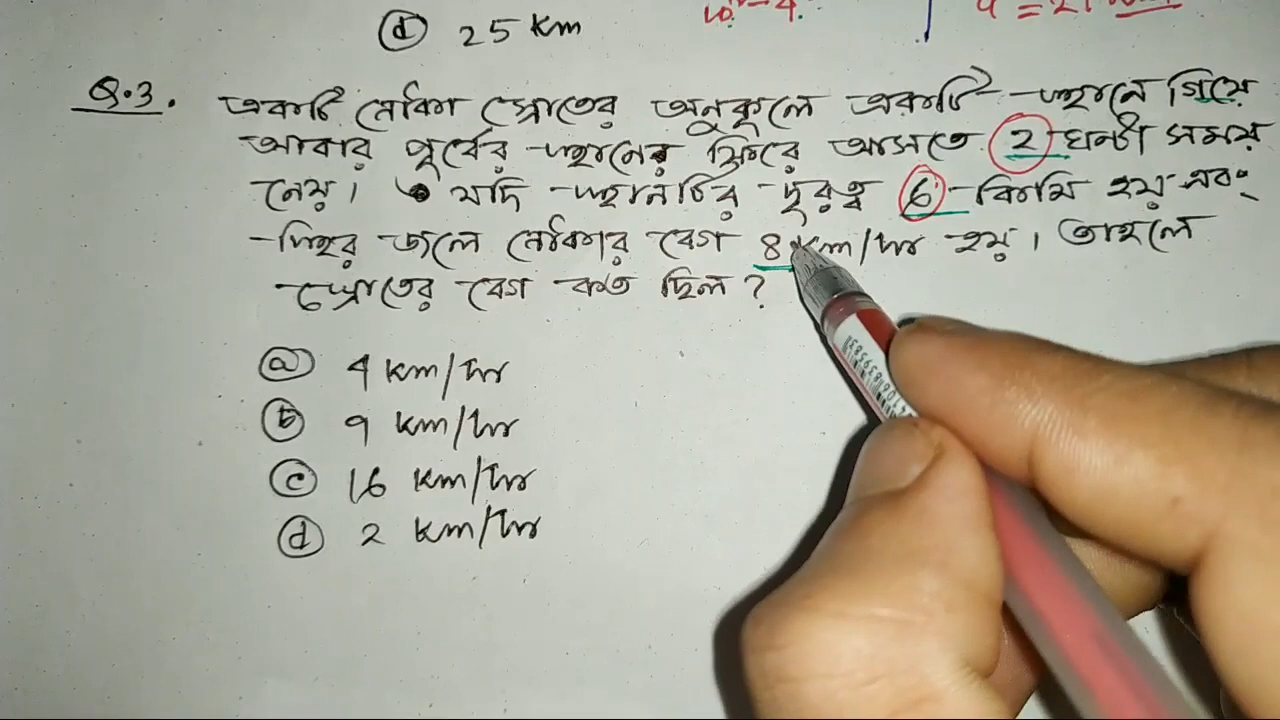 (d) 25 km
Q.3. একটি নৌকা স্রোতের অনুকূলে একটি স্থানে গিয়ে
আবার পূর্বের স্থানের ফিরে আসতে 2 ঘন্টা সময়
নেয়। যদি স্থানটির দূরত্ব 6 কিমি হয় এবং
স্থির জলে নৌকার বেগ 8 km/hr হয়। তাহলে
স্রোতের বেগ কত ছিল?
(a) 4 km/hr
(b) 9 km/hr
(c) 16 km/hr
(d) 2 km/hr